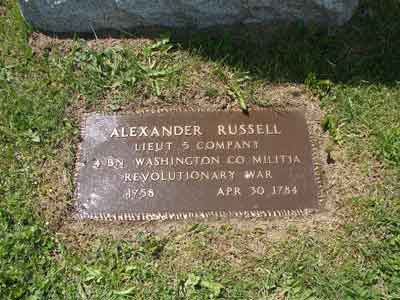 ALEXANDER RUSSELL
LIEUT 5 COMPANY
4 BN WASHINGTON CO MILITIA
REVOLUTIONARY WAR
1758 APR 30 1784